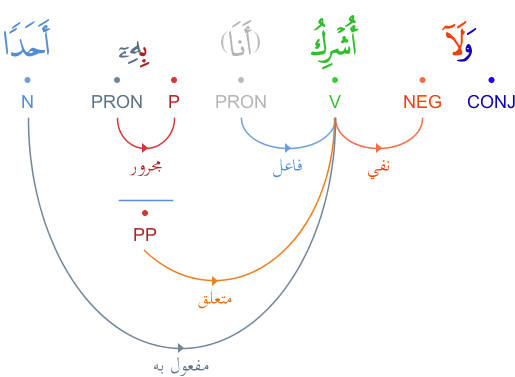 وَلَآ أُشْرِكُ (أَنَا) بِهِۦٓ أَحَدًا
CONJ NEG V PRON P PRON N
نفي فاعل مجرور
PP
متعلق
مفعول به